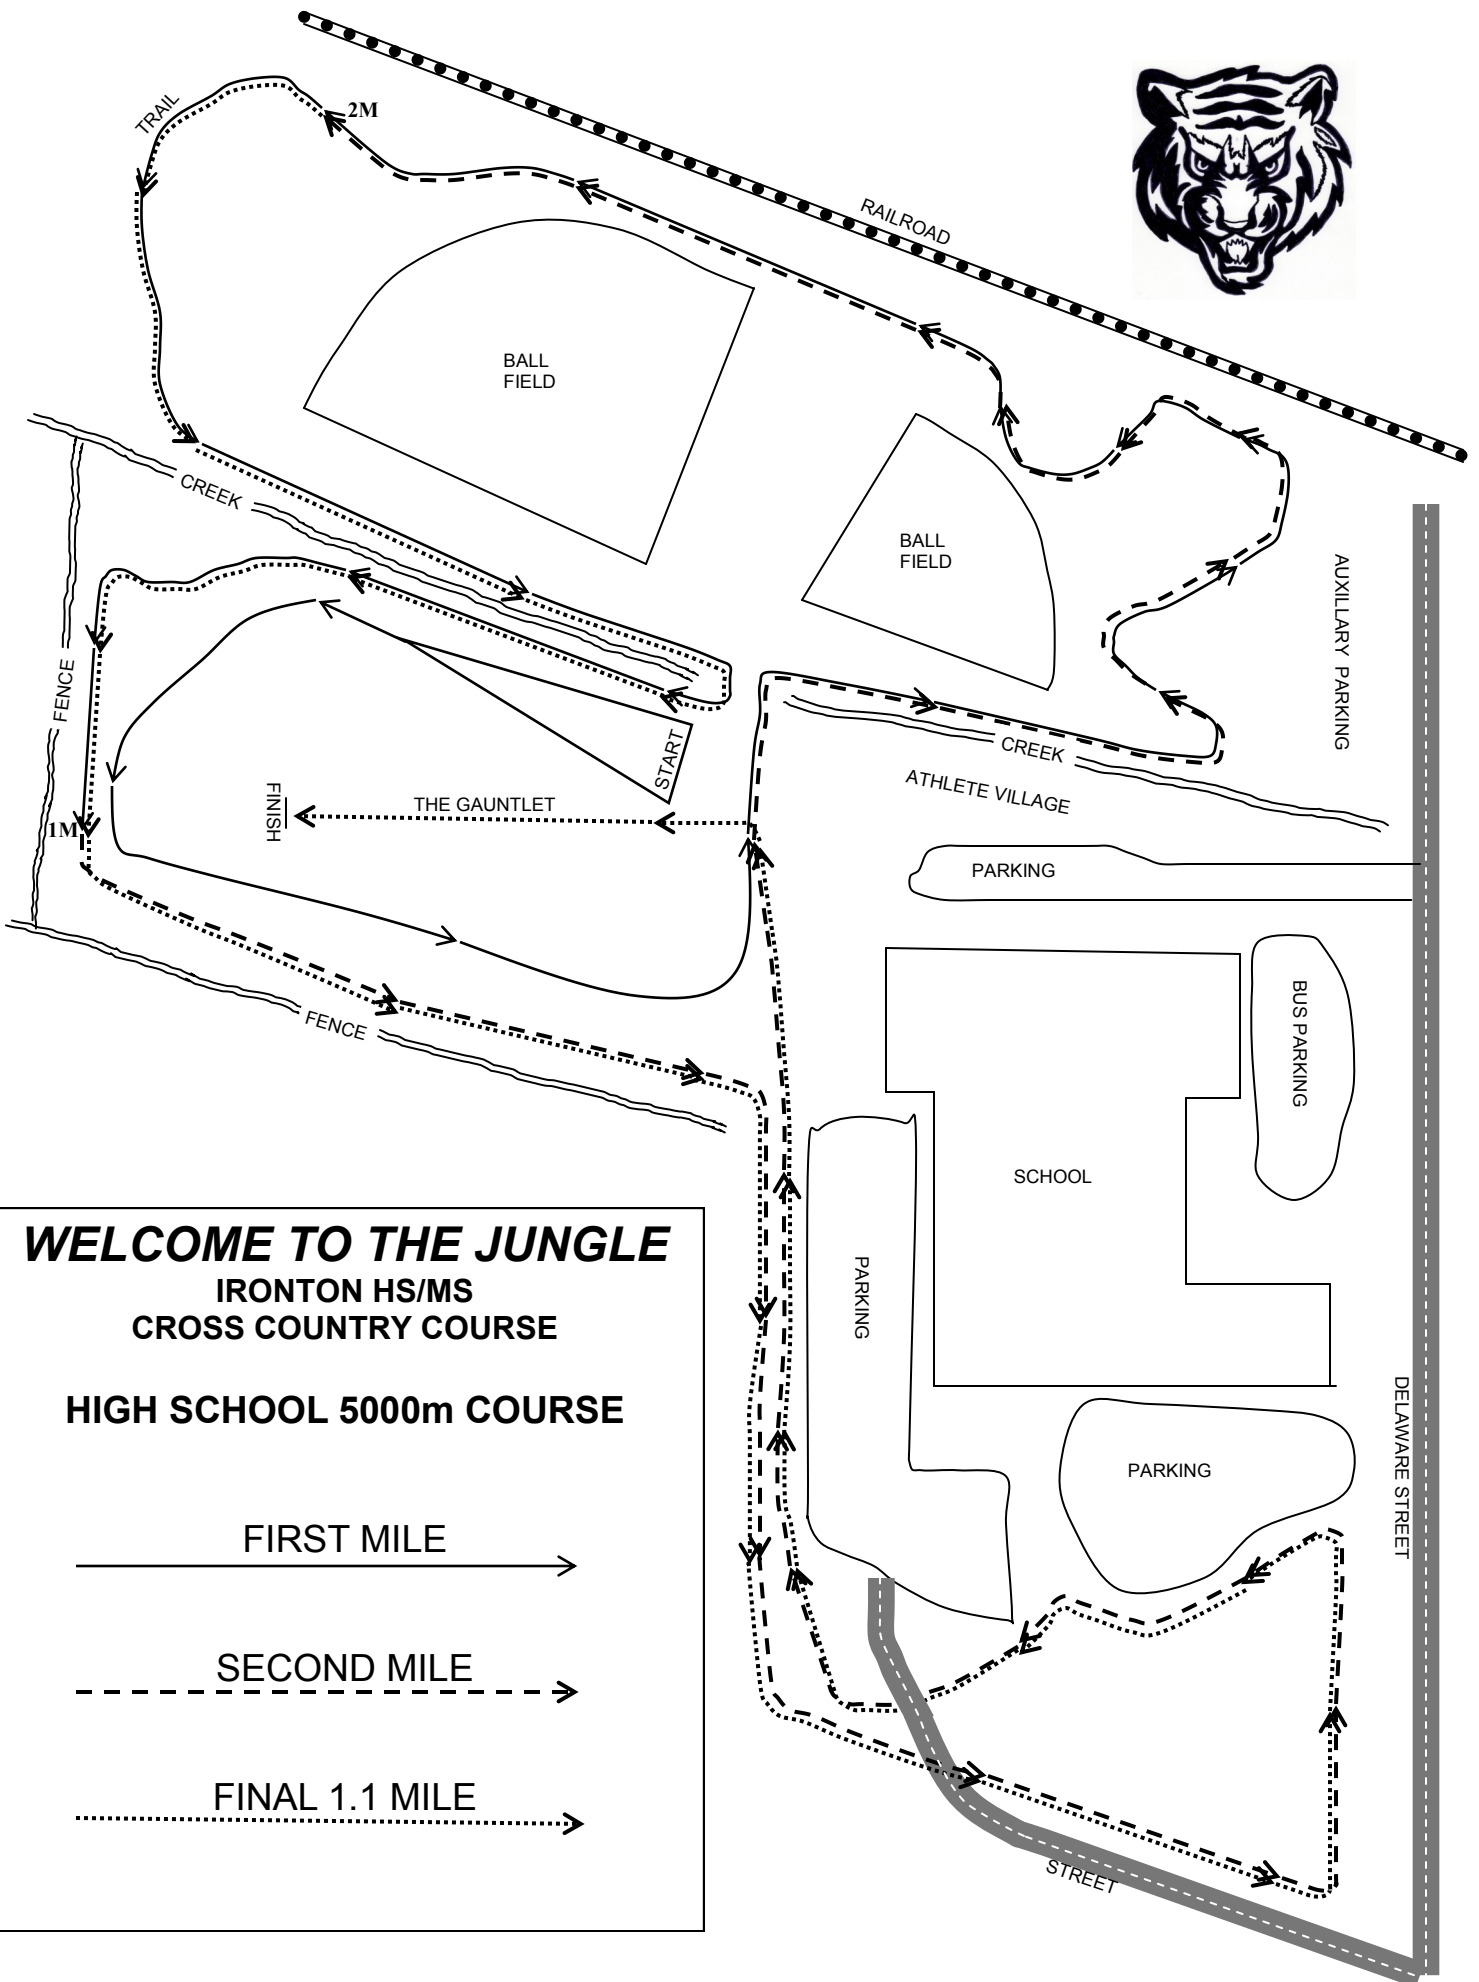 2M
TRAIL
RAILROAD
BALL
FIELD
BALL
FIELD
CREEK
AUXILLARY PARKING
FENCE
START
CREEK
ATHLETE VILLAGE
FINISH
THE GAUNTLET
1M
PARKING
FENCE
BUS PARKING
SCHOOL
PARKING
PARKING
DELAWARE STREET
STREET
WELCOME TO THE JUNGLE
IRONTON HS/MS
CROSS COUNTRY COURSE
HIGH SCHOOL 5000m COURSE
FIRST MILE
SECOND MILE
FINAL 1.1 MILE